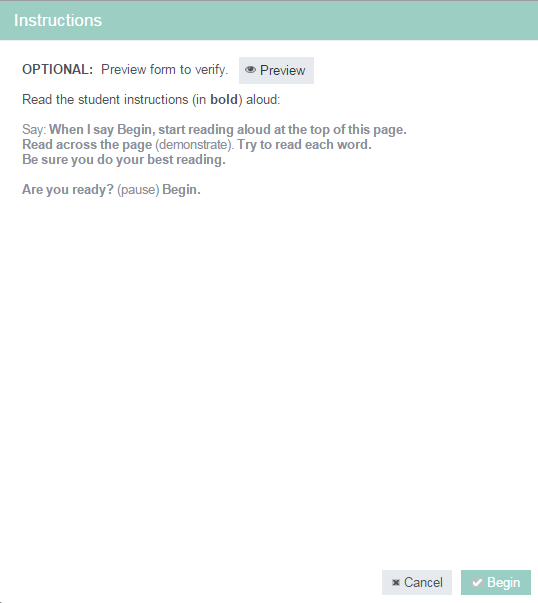 Instructions
OPTIONAL: Preview form to verify. Preview
Read the student instructions (in bold) aloud:
Say: When I say Begin, start reading aloud at the top of this page.
Read across the page (demonstrate). Try to read each word.
Be sure you do your best reading.
Are you ready? (pause) Begin.
Cancel Begin